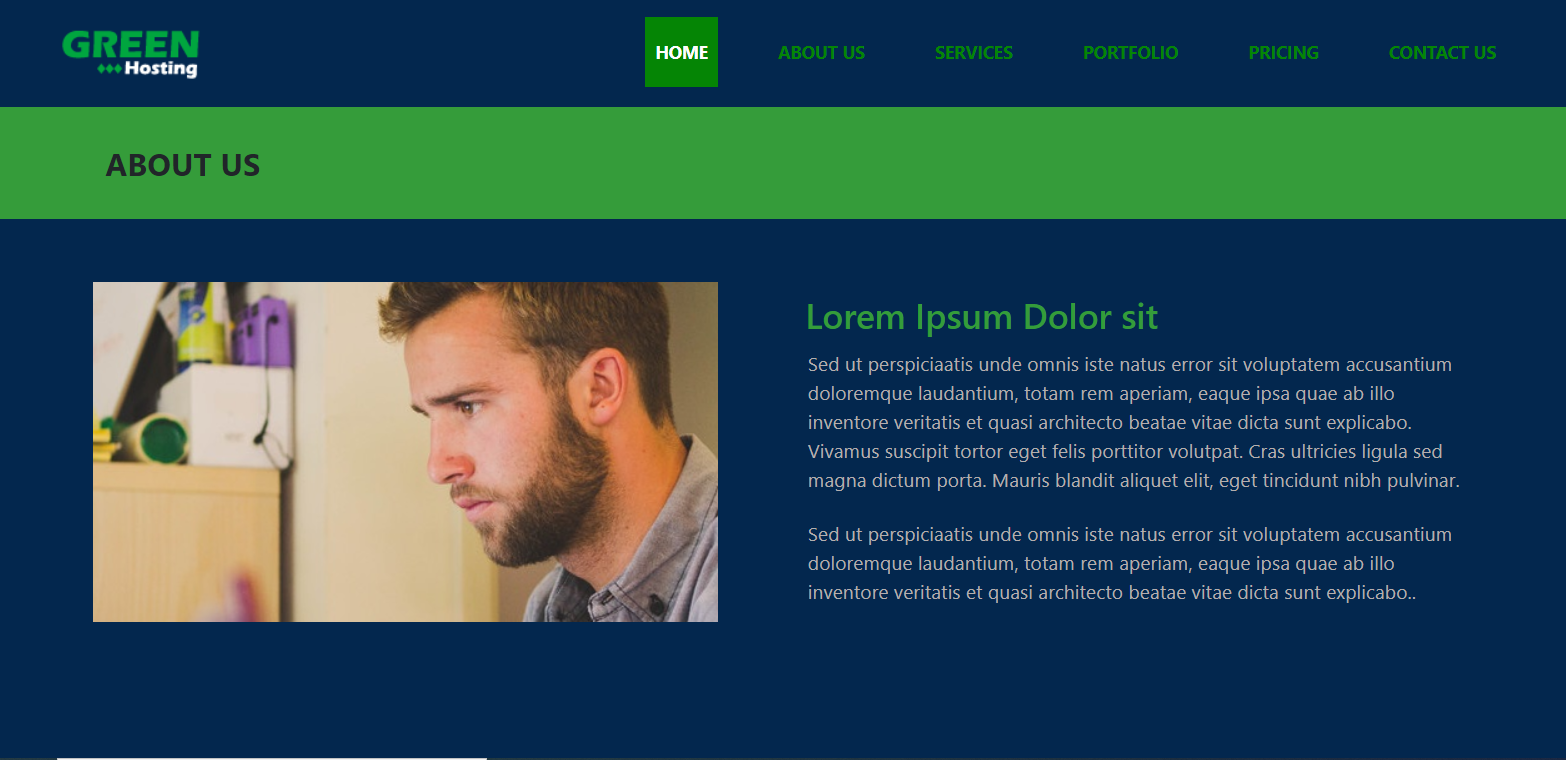 GREEN
Hosting
HOME ABOUT US SERVICES PORTFOLIO PRICING CONTACT US
ABOUT US
Lorem Ipsum Dolor sit
Sed ut perspiciaatis unde omnis iste natus error sit voluptatem accusantium
doloremque laudantium, totam rem aperiam, eaque ipsa quae ab illo
inventore veritatis et quasi architecto beatae vitae dicta sunt explicabo.
Vivamus suscipit tortor eget felis porttitor volutpat. Cras ultricies ligula sed
magna dictum porta. Mauris blandit aliquet elit, eget tincidunt nibh pulvinar.
Sed ut perspiciaatis unde omnis iste natus error sit voluptatem accusantium
doloremque laudantium, totam rem aperiam, eaque ipsa quae ab illo
inventore veritatis et quasi architecto beatae vitae dicta sunt explicabo..